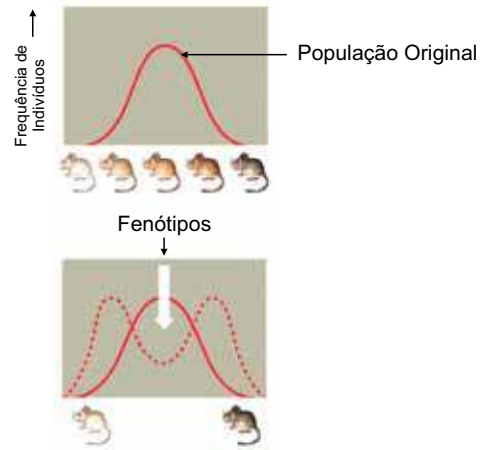 Frequência de
Indivíduos
População Original
Fenótipos